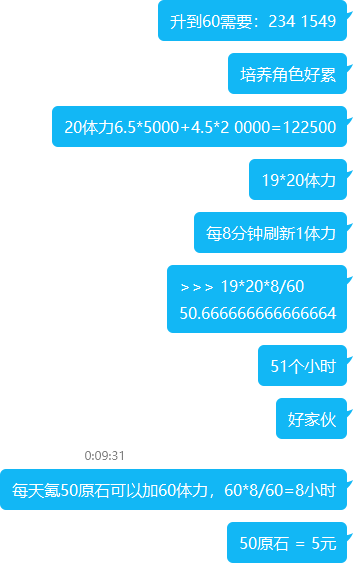 升到60需要：234 1549
培养角色好累
20体力6.5*5000+4.5*2 0000=122500
19*20体力
每8分钟刷新1体力
>>> 19*20*8/60
50.666666666666664
51个小时
好家伙
0:09:31
每天氪50原石可以加60体力，60*8/60=8小时
50原石 = 5元